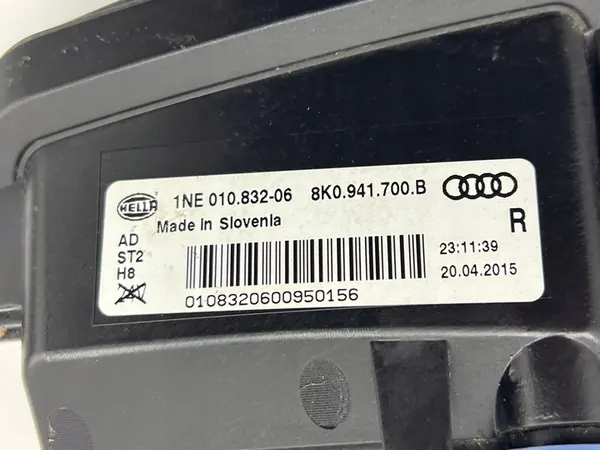 HELLA 1NE 010.832-06 8K0.941.700.B
Made in Slovenia
R
AD
ST2
H8
23:11:39
20.04.2015
0108320600950156